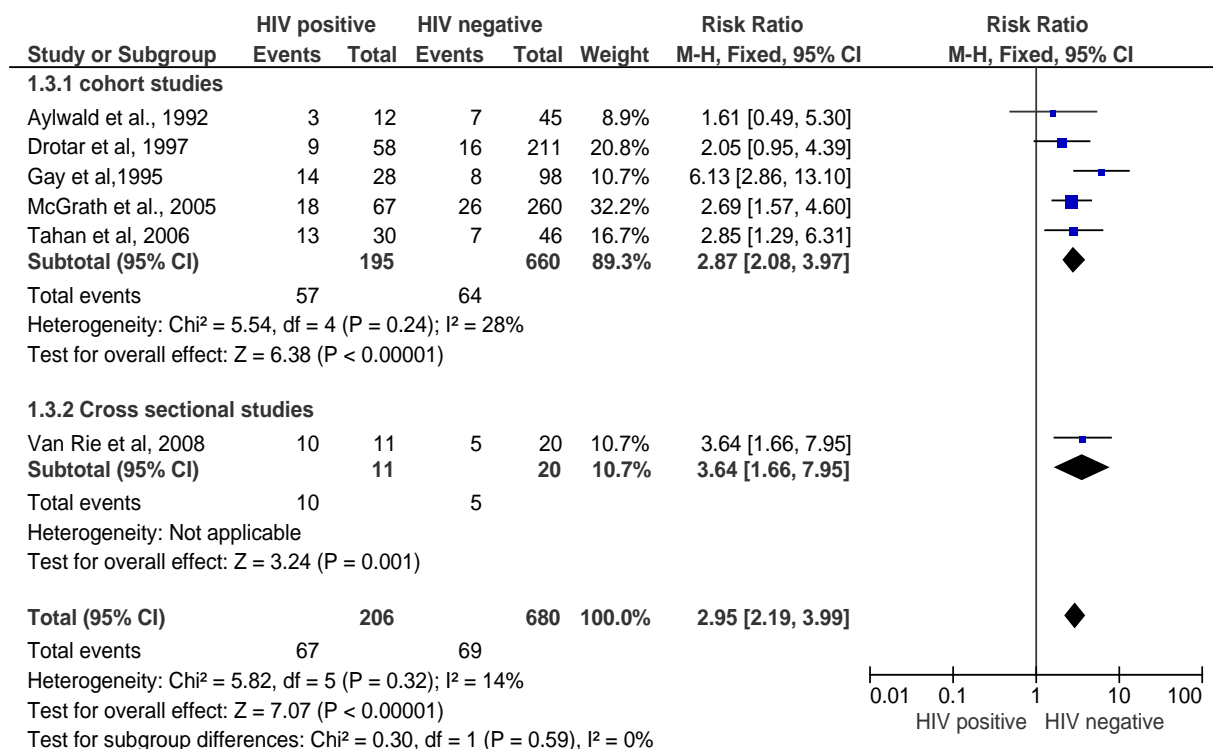 HIV positive HIV negative Risk Ratio Risk Ratio
Study or Subgroup Events Total Events Total Weight M-H, Fixed, 95% CI M-H, Fixed, 95% CI
1.3.1 cohort studies
Aylwald et al., 1992 3 12 7 45 8.9% 1.61 [0.49, 5.30]
Drotar et al, 1997 9 58 16 211 20.8% 2.05 [0.95, 4.39]
Gay et al,1995 14 28 8 98 10.7% 6.13 [2.86, 13.10]
McGrath et al., 2005 18 67 26 260 32.2% 2.69 [1.57, 4.60]
Tahan et al, 2006 13 30 7 46 16.7% 2.85 [1.29, 6.31]
Subtotal (95% CI) 195 660 89.3% 2.87 [2.08, 3.97]
Total events 57 64
Heterogeneity: Chi² = 5.54, df = 4 (P = 0.24); I² = 28%
Test for overall effect: Z = 6.38 (P < 0.00001)
1.3.2 Cross sectional studies
Van Rie et al, 2008 10 11 5 20 10.7% 3.64 [1.66, 7.95]
Subtotal (95% CI) 11 20 10.7% 3.64 [1.66, 7.95]
Total events 10 5
Heterogeneity: Not applicable
Test for overall effect: Z = 3.24 (P = 0.001)
Total (95% CI) 206 680 100.0% 2.95 [2.19, 3.99]
Total events 67 69
Heterogeneity: Chi² = 5.82, df = 5 (P = 0.32); I² = 14%
Test for overall effect: Z = 7.07 (P < 0.00001)
Test for subgroup differences: Chi² = 0.30, df = 1 (P = 0.59), I² = 0%
0.01 0.1 1 10 100
HIV positive HIV negative